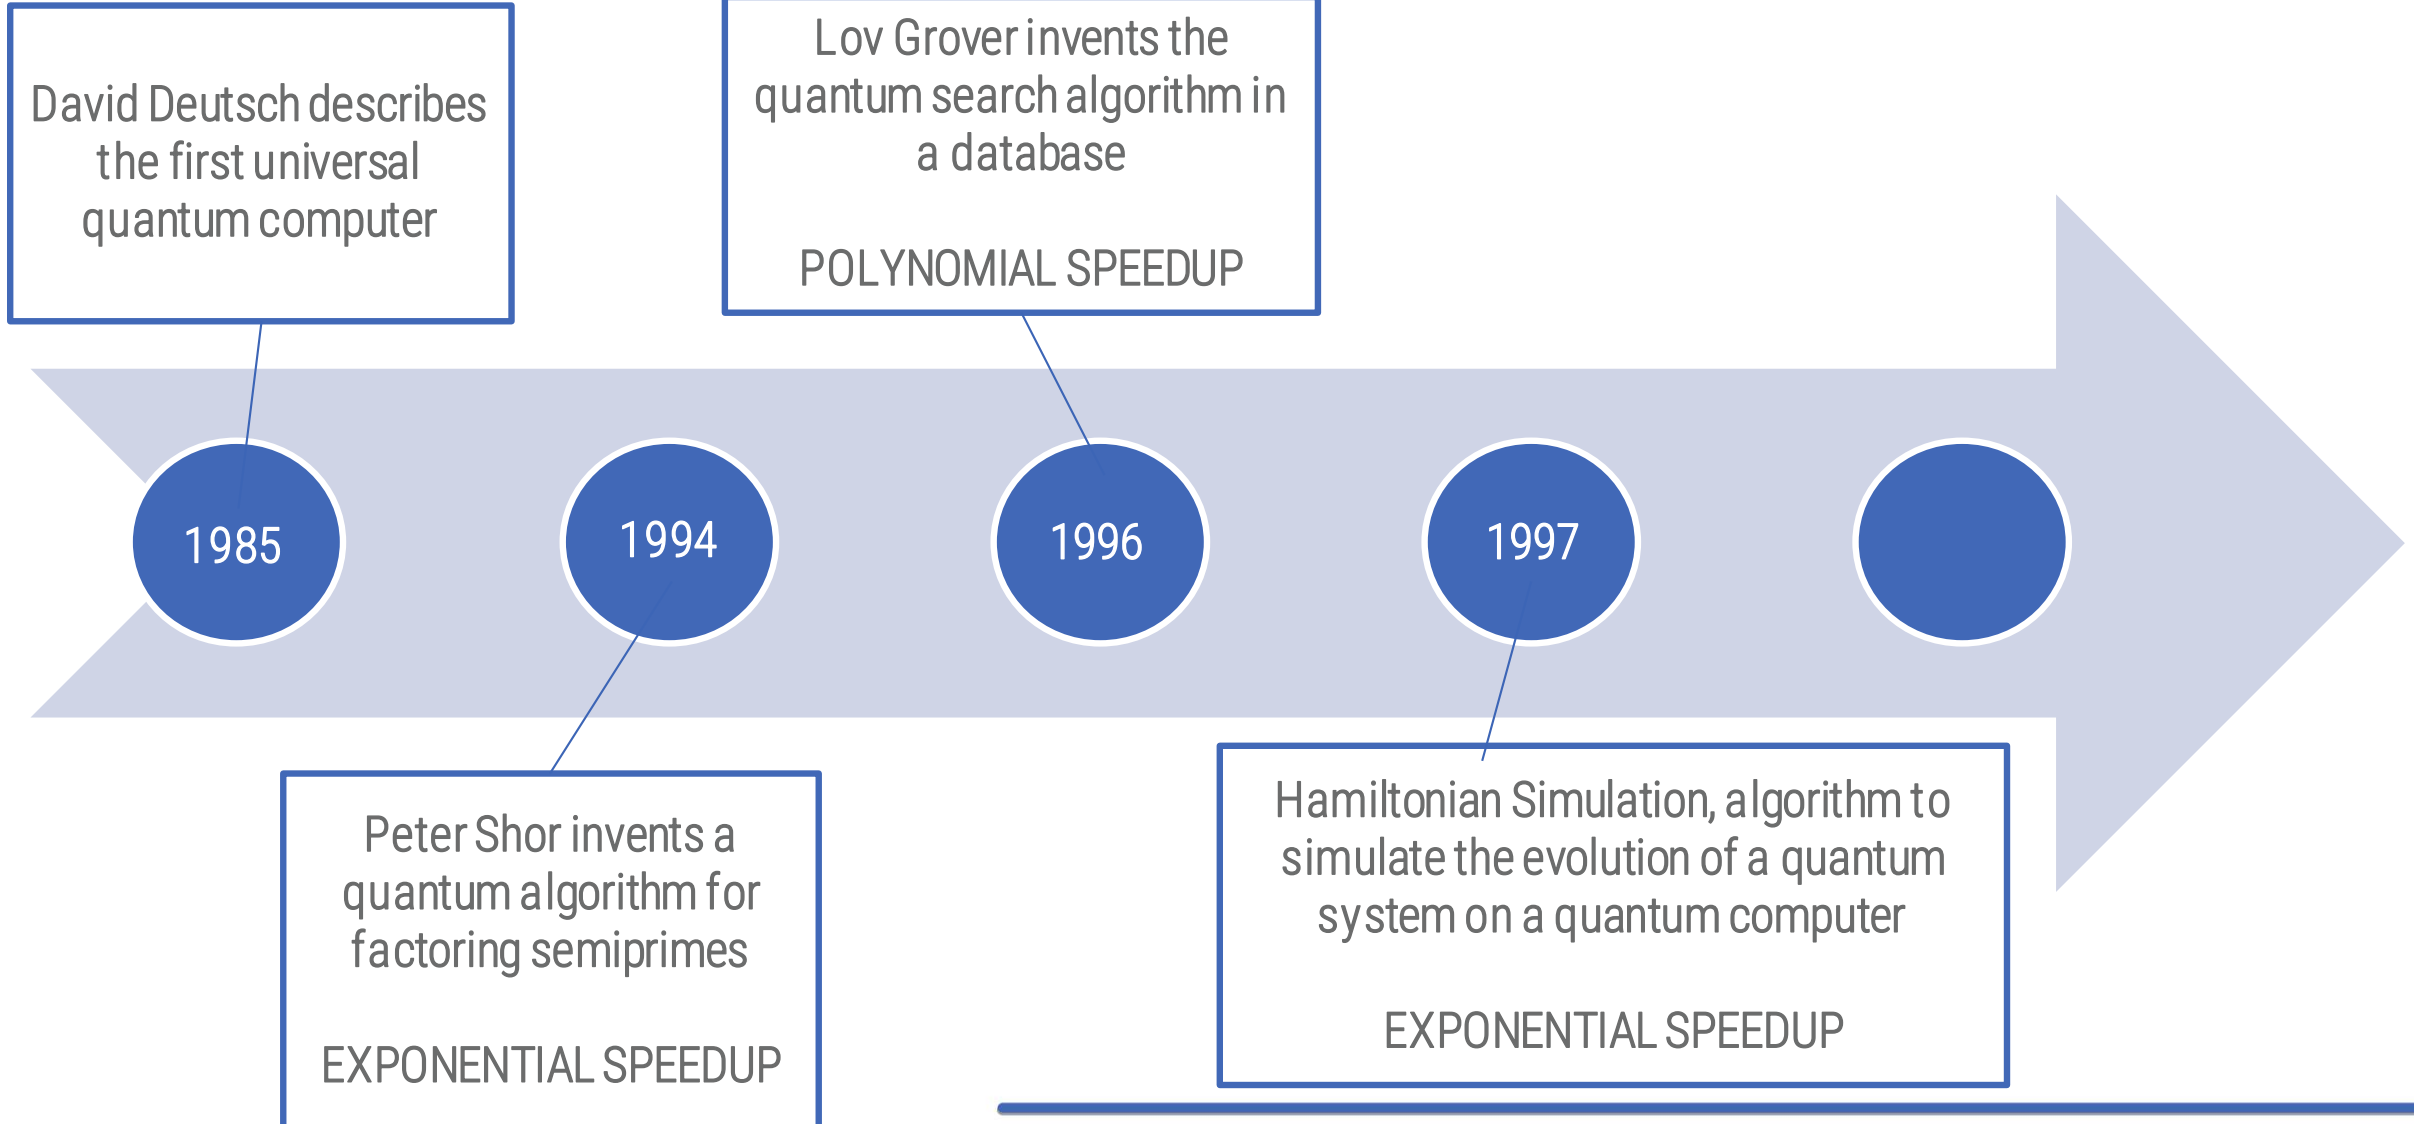 David Deutsch describes
the first universal
quantum computer
Lov Grover invents the
quantum search algorithm in
a database
POLYNOMIAL SPEEDUP
1985
1994
1996
1997
Peter Shor invents a
quantum algorithm for
factoring semiprimes
EXPONENTIAL SPEEDUP
Hamiltonian Simulation, algorithm to
simulate the evolution of a quantum
system on a quantum computer
EXPONENTIAL SPEEDUP